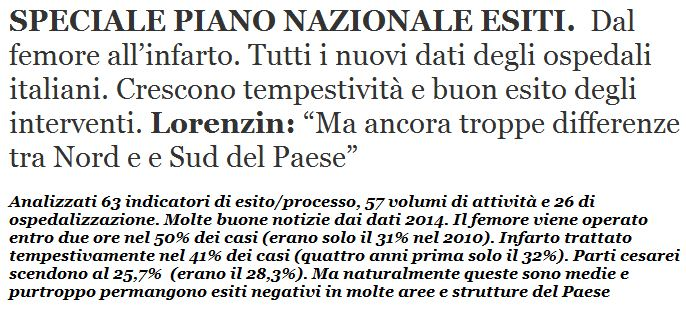 SPECIALE PIANO NAZIONALE ESITI. Dal
femore all’infarto. Tutti i nuovi dati degli ospedali
italiani. Crescono tempestività e buon esito degli
interventi. Lorenzin: “Ma ancora troppe differenze
tra Nord e e Sud del Paese”
Analizzati 63 indicatori di esito/processo, 57 volumi di attività e 26 di
ospedalizzazione. Molte buone notizie dai dati 2014. Il femore viene operato
entro due ore nel 50% dei casi (erano solo il 31% nel 2010). Infarto trattato
tempestivamente nel 41% dei casi (quattro anni prima solo il 32%). Parti cesarei
scendono al 25,7% (erano il 28,3%). Ma naturalmente queste sono medie e
purtroppo permangono esiti negativi in molte aree e strutture del Paese